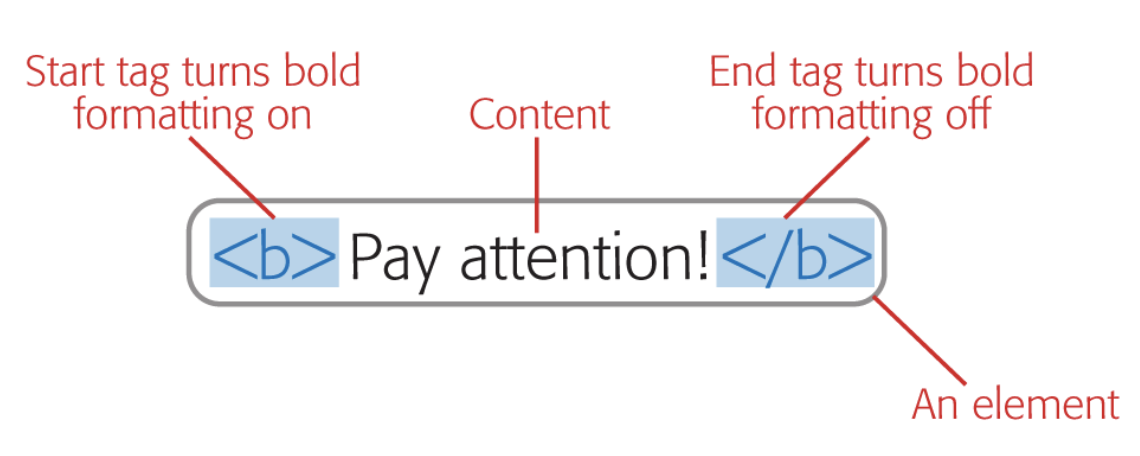 Start tag turns bold
formatting on
Content
End tag turns bold
formatting off
<b> Pay attention! </b>
An element